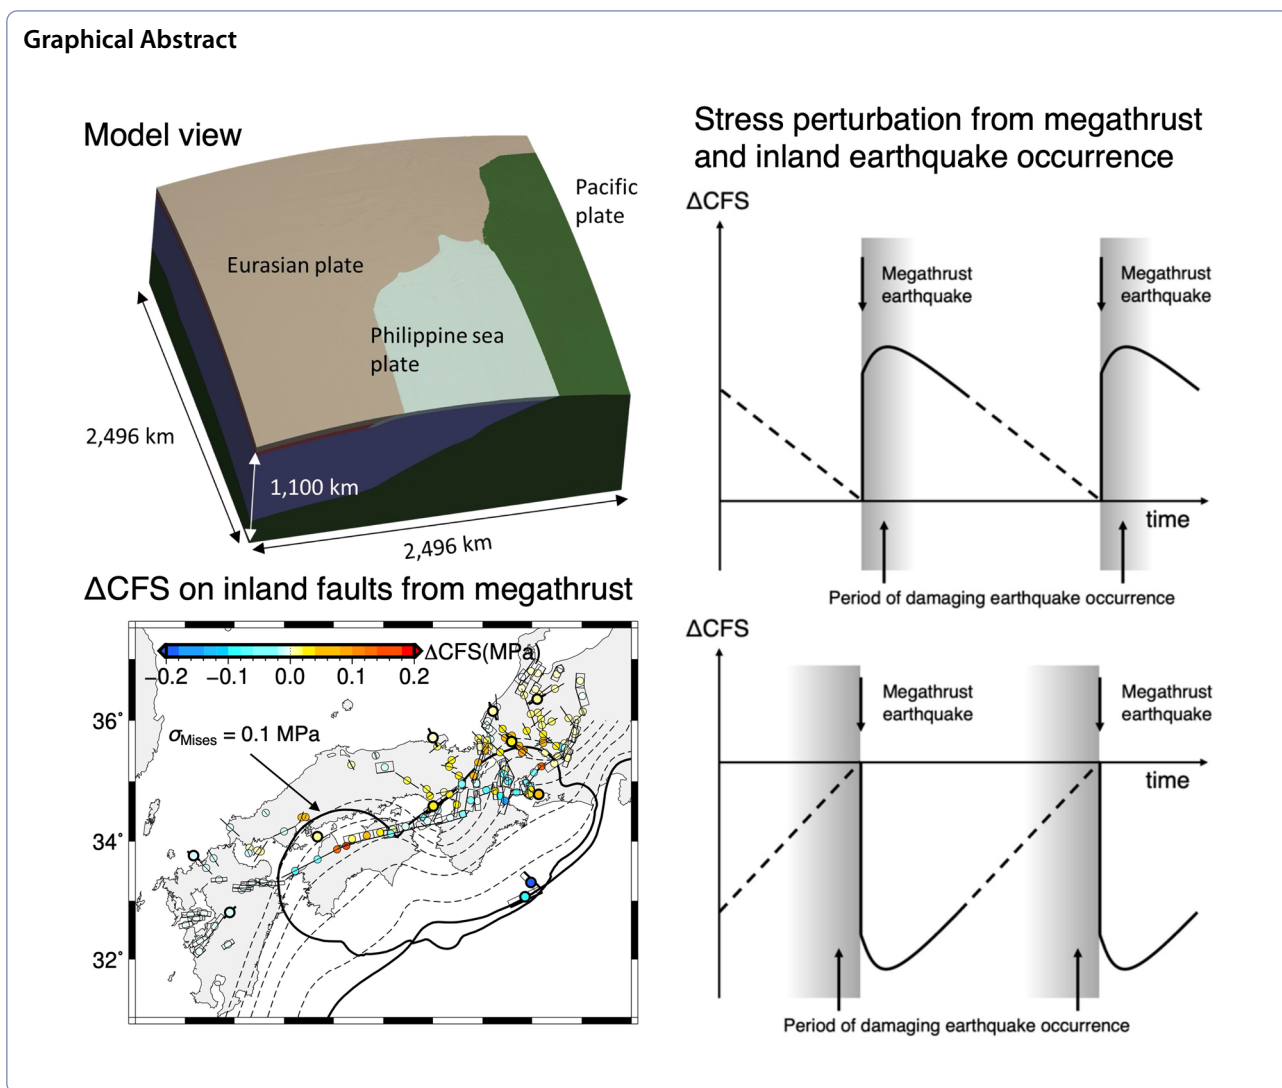 Graphical Abstract
Model view
Pacific
plate
Eurasian plate
Philippine sea
plate
2,496 km
1,100 km
2,496 km
ΔCFS on inland faults from megathrust
ΔCFS(MPa)
−0.2 −0.1 0.0 0.1 0.2
36°
σMises = 0.1 MPa
34°
32°
Stress perturbation from megathrust
and inland earthquake occurrence
ΔCFS
Megathrust
earthquake
Megathrust
earthquake
time
Period of damaging earthquake occurrence
ΔCFS
Megathrust
earthquake
Megathrust
earthquake
time
Period of damaging earthquake occurrence